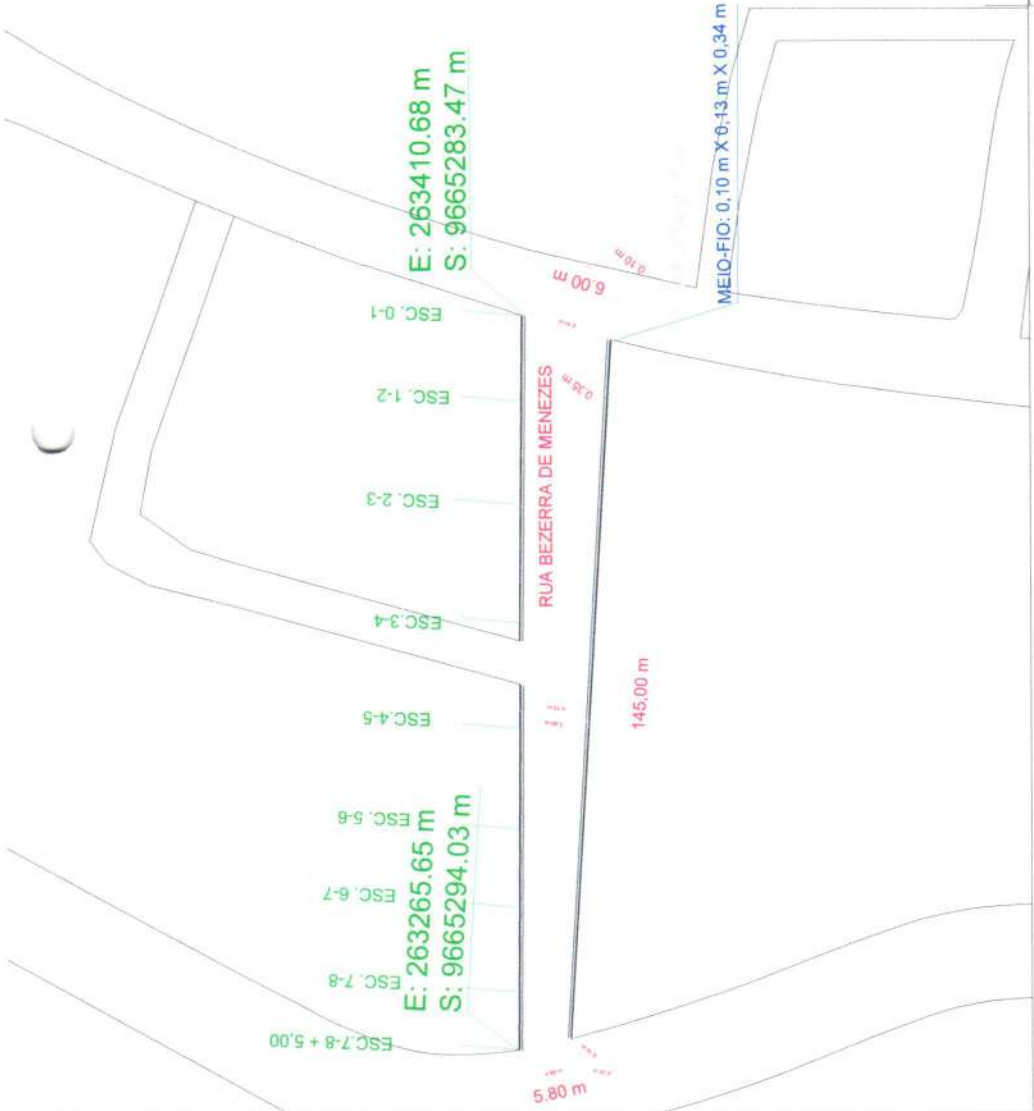 E: 263410.68 m
S: 9665283.47 m
MEIO-FIO: 0,10 m X 0,13 m X 0,34 m
6.00 m
0.10 m
0.35 m
ESC. 0-1
ESC. 1-2
ESC. 2-3
ESC.3-4
ESC.4-5
ESC. 5-6
ESC. 6-7
ESC. 7-8
ESC.7-8 + 5,00
RUA BEZERRA DE MENEZES
145,00 m
E: 263265.65 m
S: 9665294.03 m
5.80 m